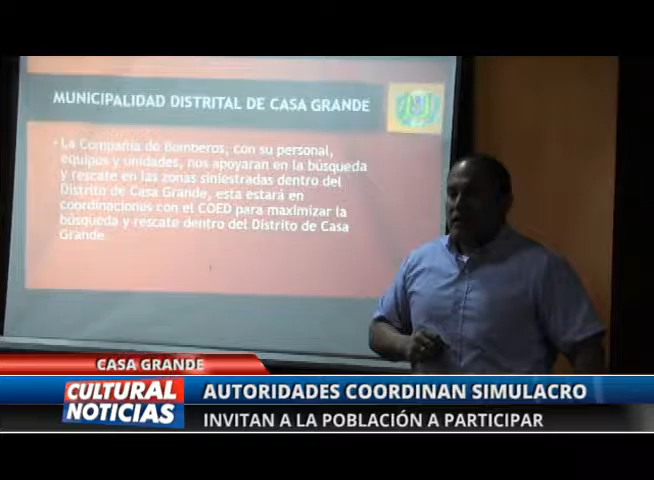 MUNICIPALIDAD DISTRITAL DE CASA GRANDE
• La Compañía de Bomberos, con su personal,
equipos y unidades, nos apoyaran en la búsqueda
y rescate en las zonas siniestradas dentro del
Distrito de Casa Grande, esta estará en
coordinaciones con el COED para maximizar la
búsqueda y rescate dentro del Distrito de Casa
Grande.
CASA GRANDE
CULTURAL
NOTICIAS
AUTORIDADES COORDINAN SIMULACRO
INVITAN A LA POBLACIÓN A PARTICIPAR